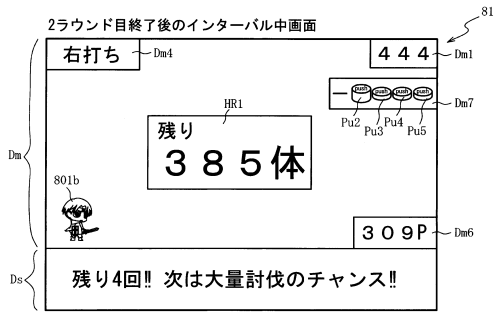 2ラウンド目終了後のインターバル中画面
81
右打ち
Dm4
444
Dm1
一
push push push push
Dm7
Pu2 Pu3 Pu4 Pu5
HR1
残り
385体
Dm
801b
309P
Dm6
Ds
残り4回!! 次は大量討伐のチャンス!!